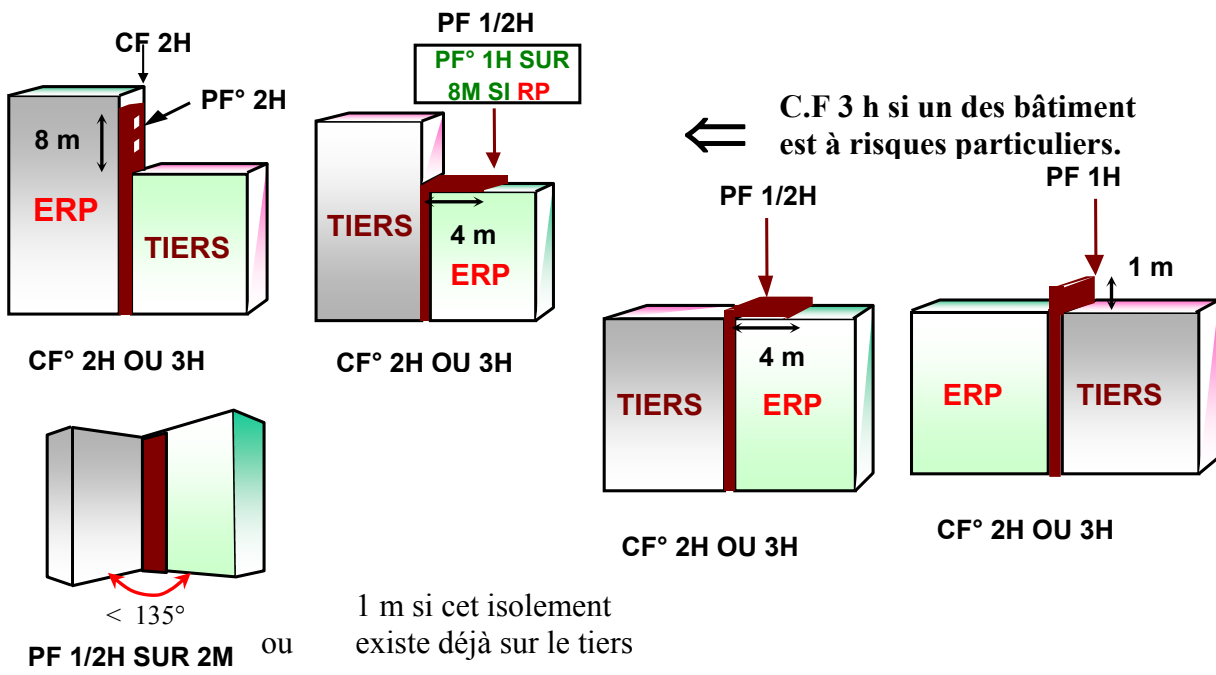 CF 2H
PF° 2H
8 m
ERP
TIERS
CF° 2H OU 3H
PF 1/2H
PF° 1H SUR
8M SI RP
TIERS
4 m
ERP
CF° 2H OU 3H
C.F 3 h si un des bâtiment
est à risques particuliers.
PF 1/2H
4 m
TIERS
ERP
CF° 2H OU 3H
PF 1H
1 m
ERP
TIERS
CF° 2H OU 3H
< 135°
PF 1/2H SUR 2M
ou
1 m si cet isolement
existe déjà sur le tiers